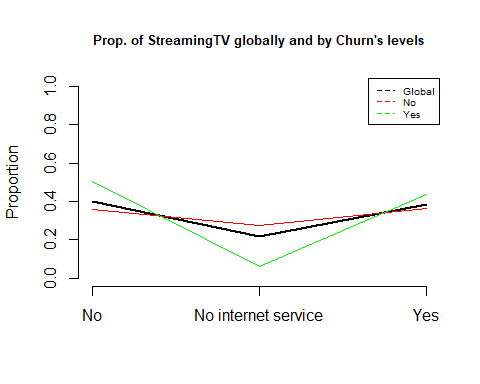 Prop. of StreamingTV globally and by Churn's levels
Global
No
Yes
Proportion
1.0
0.8
0.6
0.4
0.2
0.0
No
No internet service
Yes